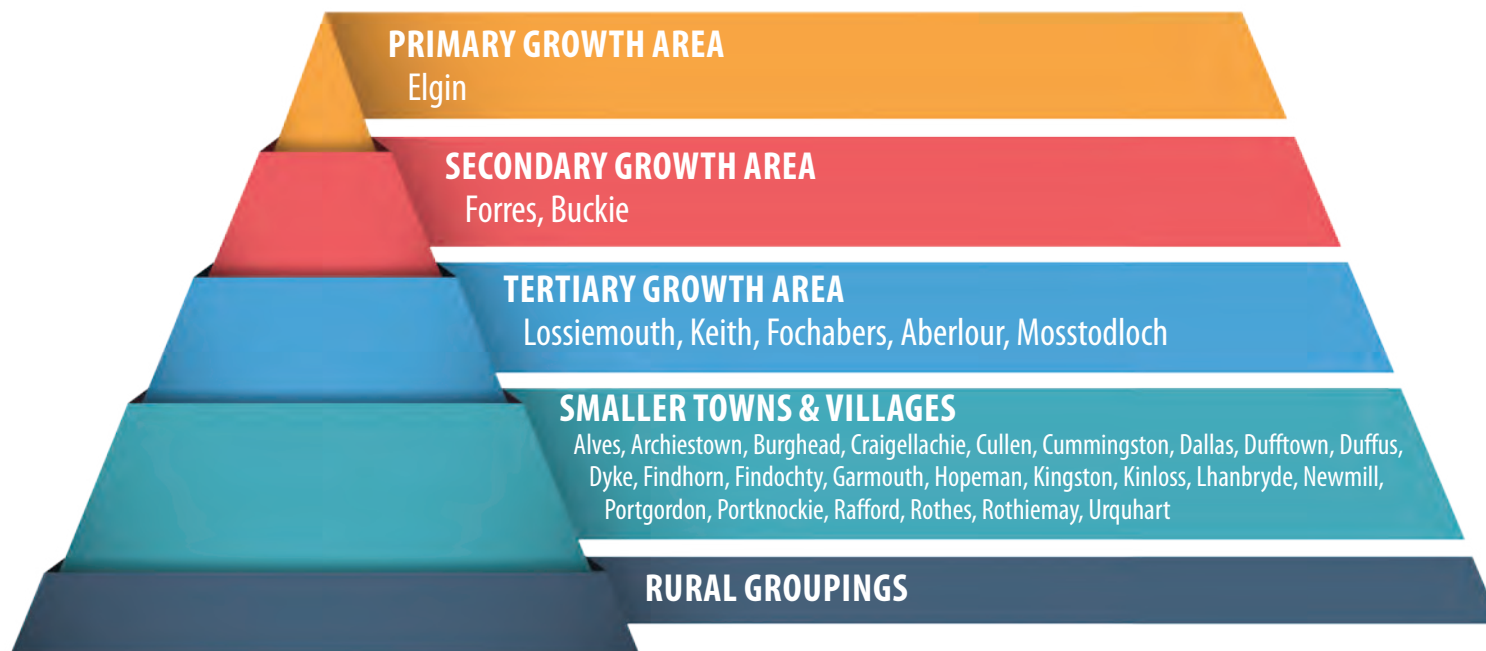 PRIMARY GROWTH AREA
Elgin
SECONDARY GROWTH AREA
Forres, Buckie
TERTIARY GROWTH AREA
Lossiemouth, Keith, Fochabers, Aberlour, Mosstodloch
SMALLER TOWNS & VILLAGES
Alves, Archiestown, Burghead, Craigellachie, Cullen, Cummingston, Dallas, Dufftown, Duffus,
Dyke, Findhorn, Findochty, Garmouth, Hopeman, Kingston, Kinloss, Lhanbryde, Newmill,
Portgordon, Portknockie, Rafford, Rothes, Rothiemay, Urquhart
RURAL GROUPINGS